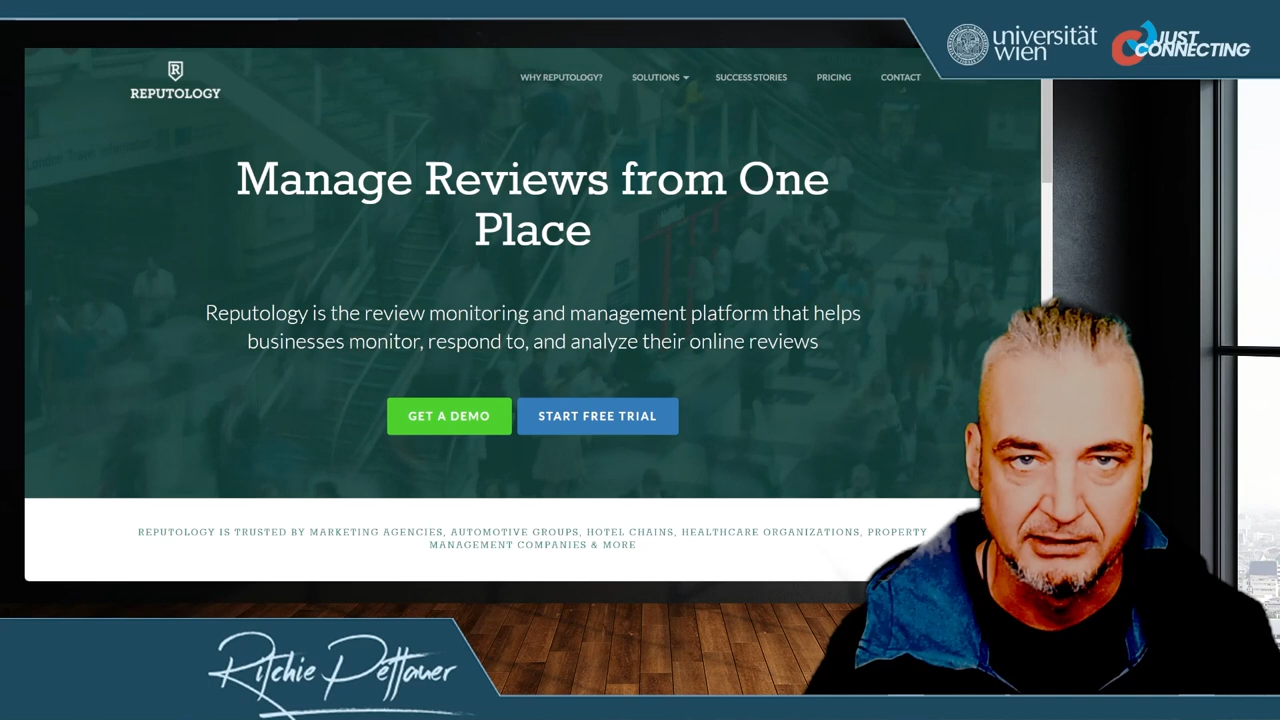 universität
wien
JUST
CONNECTING
R
REPUTOLOGY
WHY REPUTOLOGY? SOLUTIONS SUCCESS STORIES PRICING CONTACT
Manage Reviews from One
Place
Reputology is the review monitoring and management platform that helps
businesses monitor, respond to, and analyze their online reviews
GET A DEMO START FREE TRIAL
REPUTOLOGY IS TRUSTED BY MARKETING AGENCIES, AUTOMOTIVE GROUPS, HOTEL CHAINS, HEALTHCARE ORGANIZATIONS, PROPERTY
MANAGEMENT COMPANIES & MORE
Ritchie Pettauer